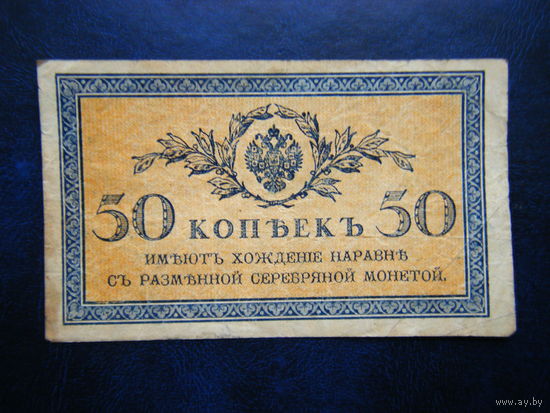 50 КОПѢЕКЪ 50
ИМѢЮТЪ ХОЖДЕНІЕ НАРАВНѢ
СЪ РАЗМѢННОЙ СЕРЕБРЯНОЙ МОНЕТОЙ.
www.ay.by